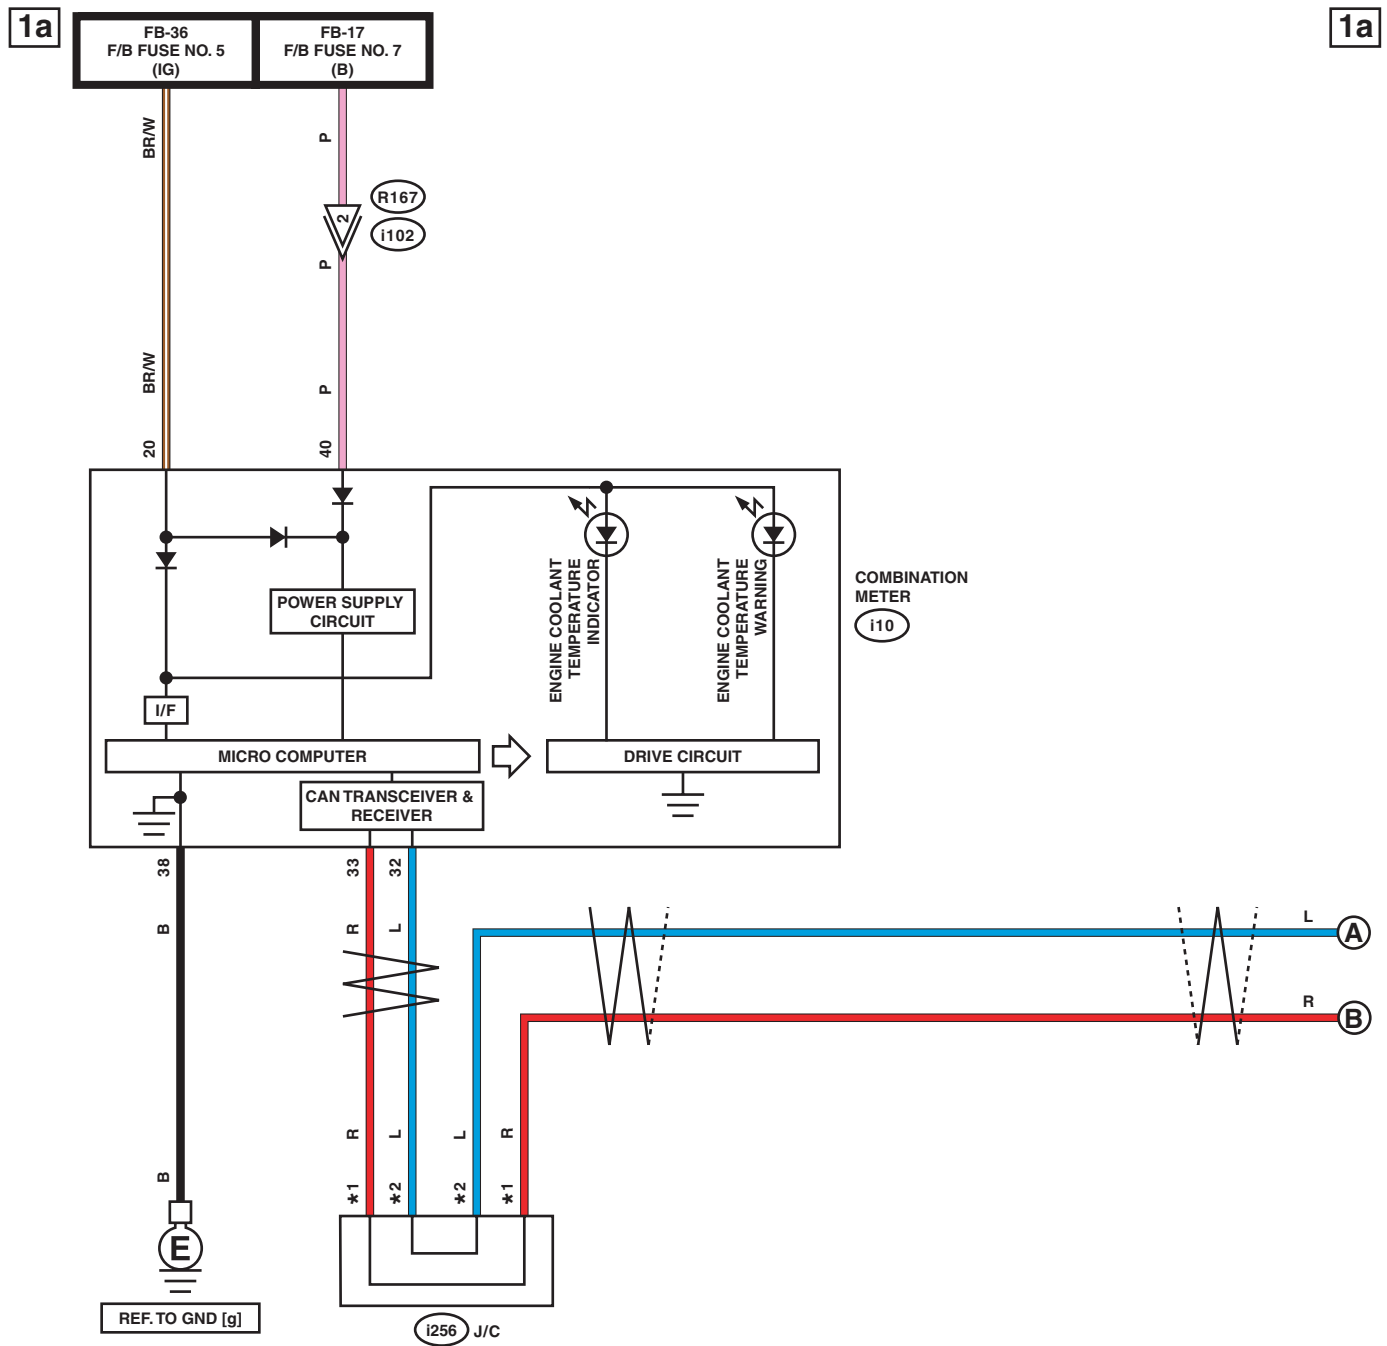 1a
1a
FB-36
F/B FUSE NO. 5
(IG)
FB-17
F/B FUSE NO. 7
(B)
BR/W
P
2
R167
i102
P
BR/W
P
20
40
POWER SUPPLY
CIRCUIT
ENGINE COOLANT
TEMPERATURE
INDICATOR
ENGINE COOLANT
TEMPERATURE
WARNING
COMBINATION
METER
i10
I/F
MICRO COMPUTER
DRIVE CIRCUIT
CAN TRANSCEIVER &
RECEIVER
38
33
32
B
R
L
L
A
R
B
B
R
L
L
R
*1
*2
*2
*1
E
REF. TO GND [g]
i256
J/C